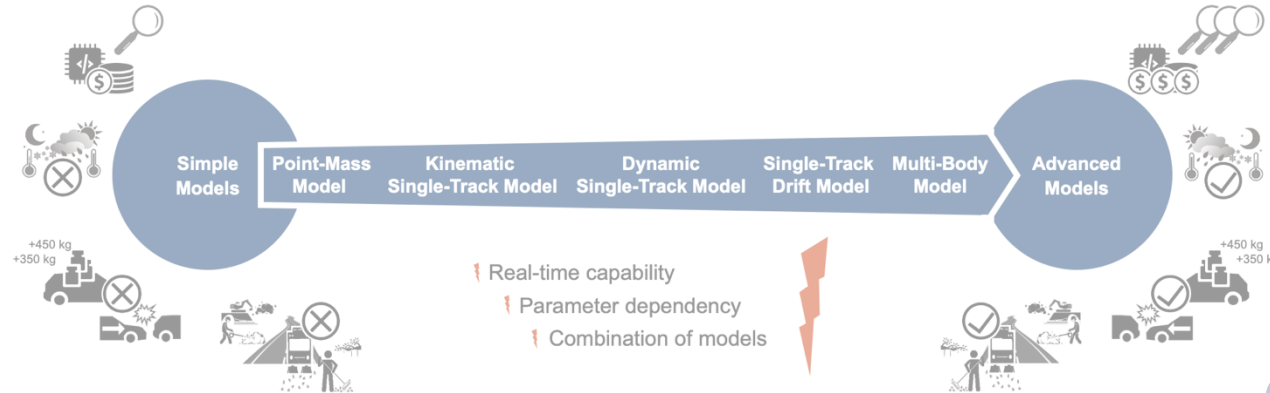 Simple
Models
Point-Mass
Model
Kinematic
Single-Track Model
Dynamic
Single-Track Model
Single-Track
Drift Model
Multi-Body
Model
Advanced
Models
+450 kg
+350 kg
+450 kg
+350 k
Real-time capability
Parameter dependency
Combination of models